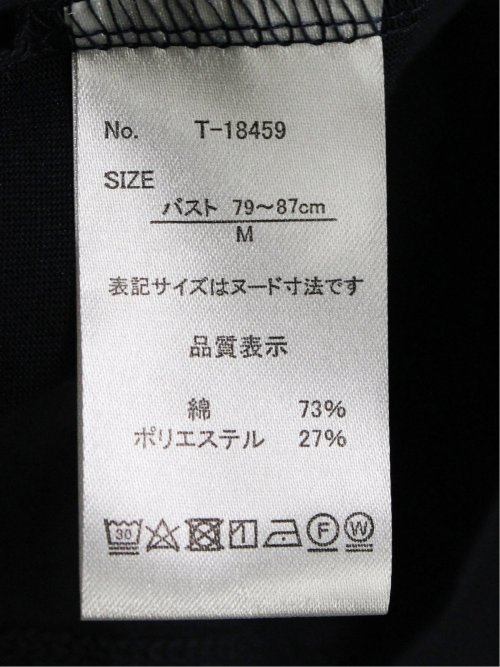 No. T-18459
SIZE
バスト 79～87cm
M
表記サイズはヌード寸法です
品質表示
綿 73%
ポリエステル 27%
30 F W